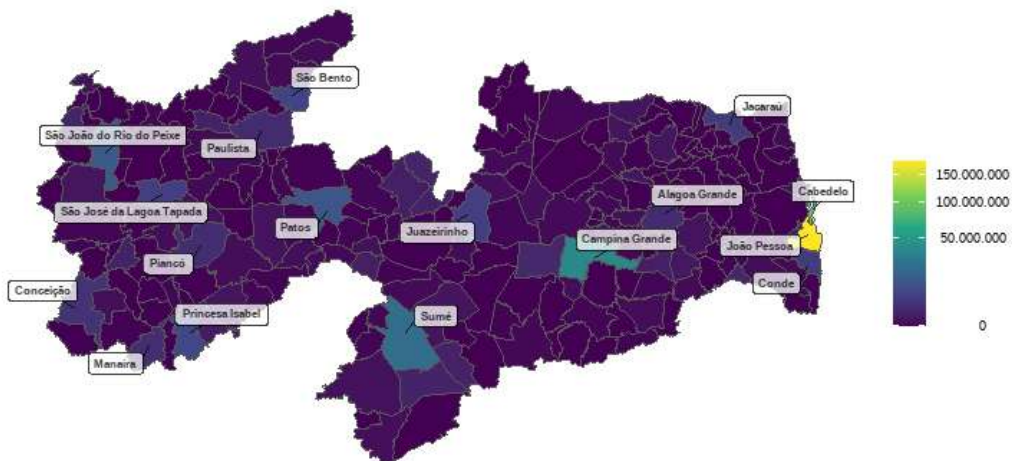 São Bento
Jacaraú
São João do Rio do Peixe
Paulista
150.000.000
Alagoa Grande
Cabedelo
100.000.000
São José da Lagoa Tapada
Patos
Juazeirinho
Campina Grande
50.000.000
João Pessoa
Piancó
Conde
Conceição
Princesa Isabel
Sumé
0
Manaíra